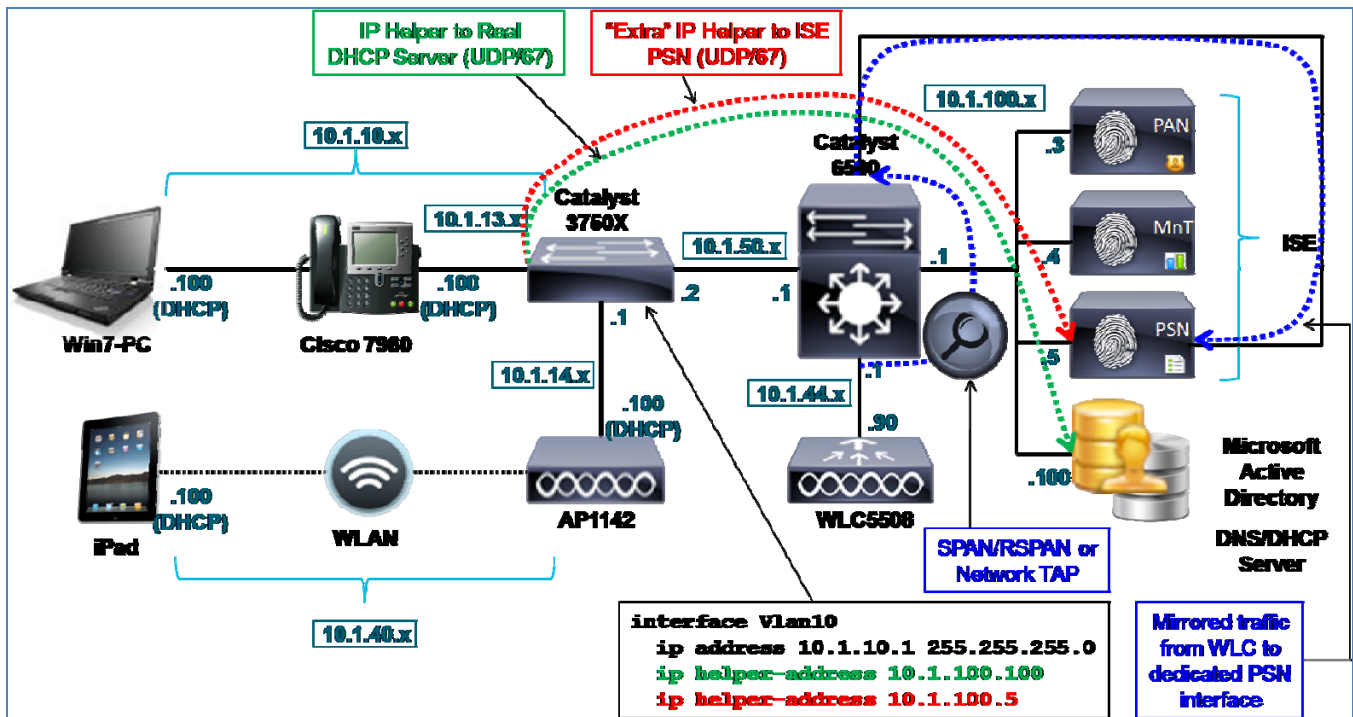 IP Helper to Real
DHCP Server (UDP/67)
"Extra" IP Helper to ISE
PSN (UDP/67)
10.1.100.x
10.1.10.x
PAN
.3
Catalyst
6500
Catalyst
3750X
10.1.13.x
10.1.50.x
MnT
ISE
.4
.1
.100
(DHCP)
.100
(DHCP)
.2
.1
PSN
Win7-PC
Cisco 7960
.1
.5
10.1.14.x
.1
10.1.44.x
.100
(DHCP)
.90
Microsoft
Active
Directory
.100
.100
(DHCP)
iPad
WLAN
AP1142
WLC5508
DNS/DHCP
Server
SPAN/RSPAN or
Network TAP
10.1.40.x
interface Vlan10
ip address 10.1.10.1 255.255.255.0
ip helper-address 10.1.100.100
ip helper-address 10.1.100.5
Mirrored traffic
from WLC to
dedicated PSN
interface